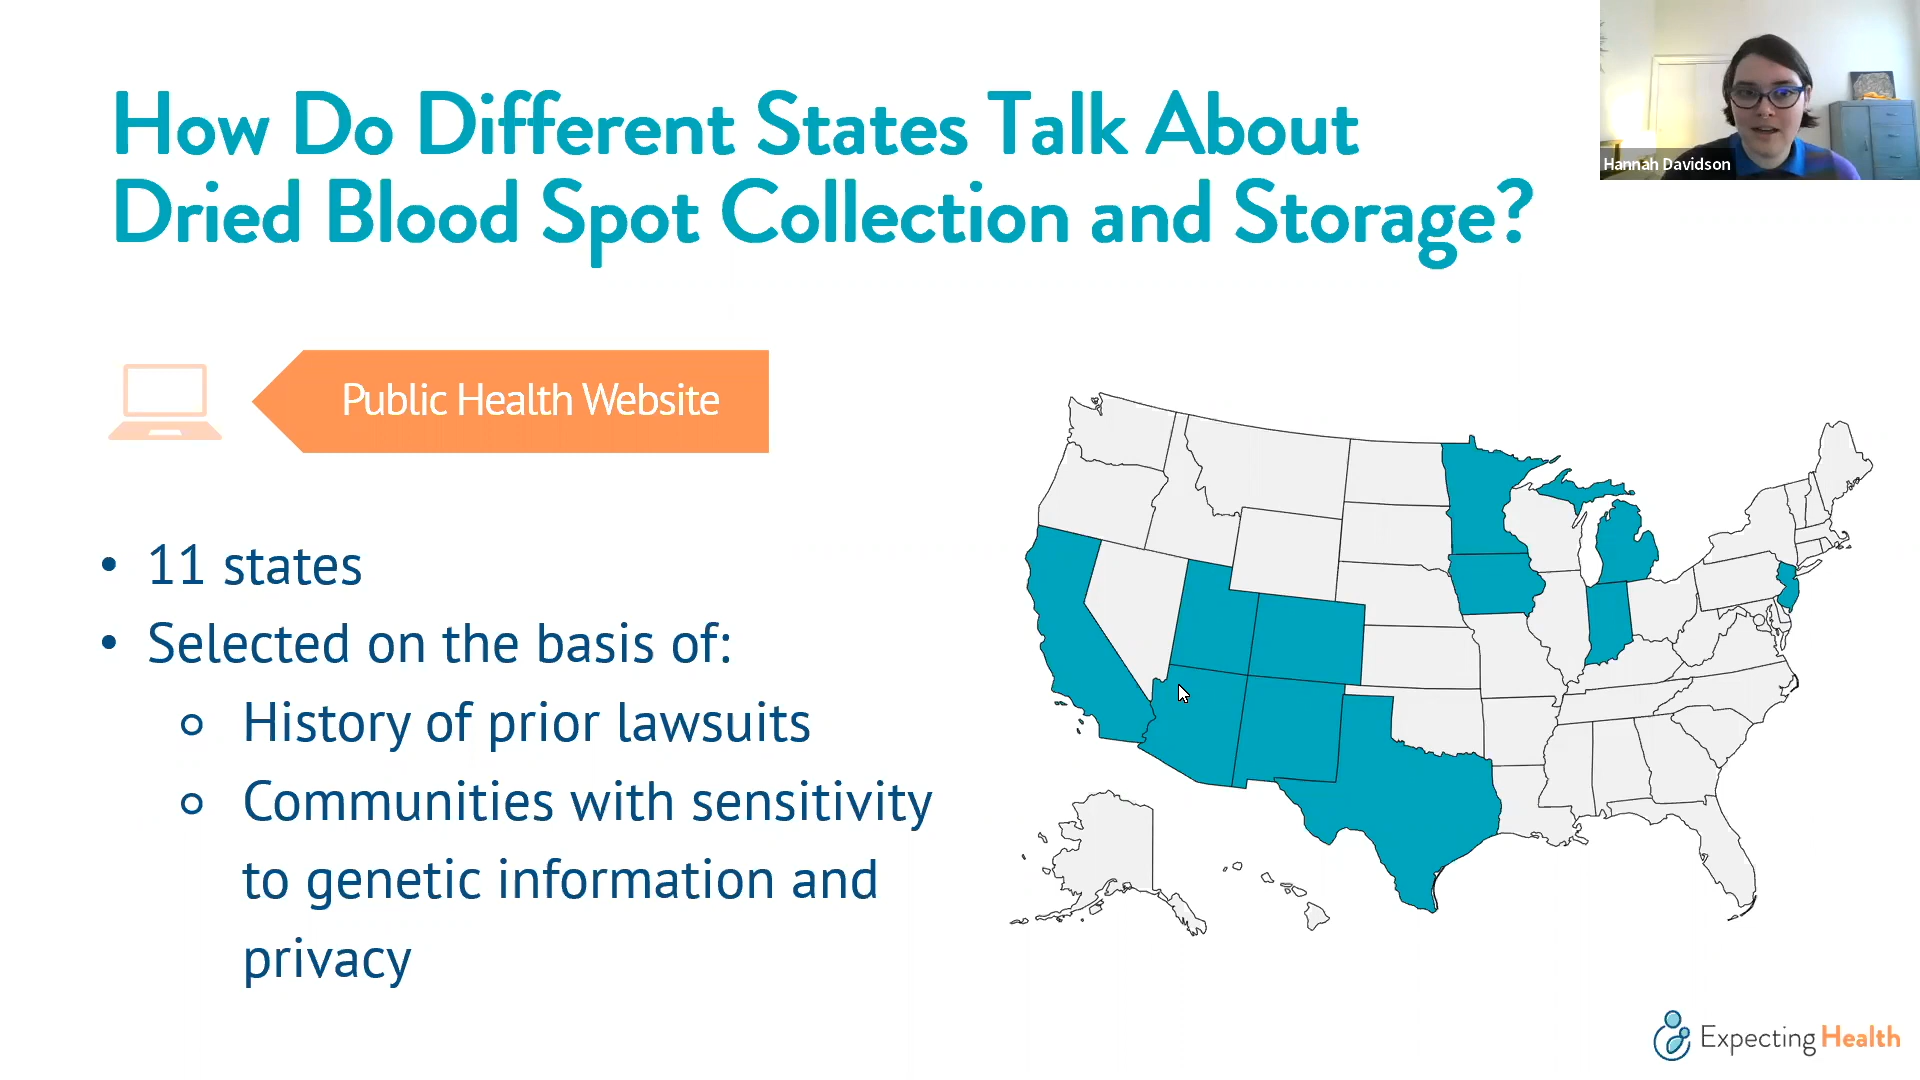 How Do Different States Talk About
Dried Blood Spot Collection and Storage?
Hannah Davidson
Public Health Website
• 11 states
• Selected on the basis of:
○ History of prior lawsuits
○ Communities with sensitivity
to genetic information and
privacy
Expecting Health